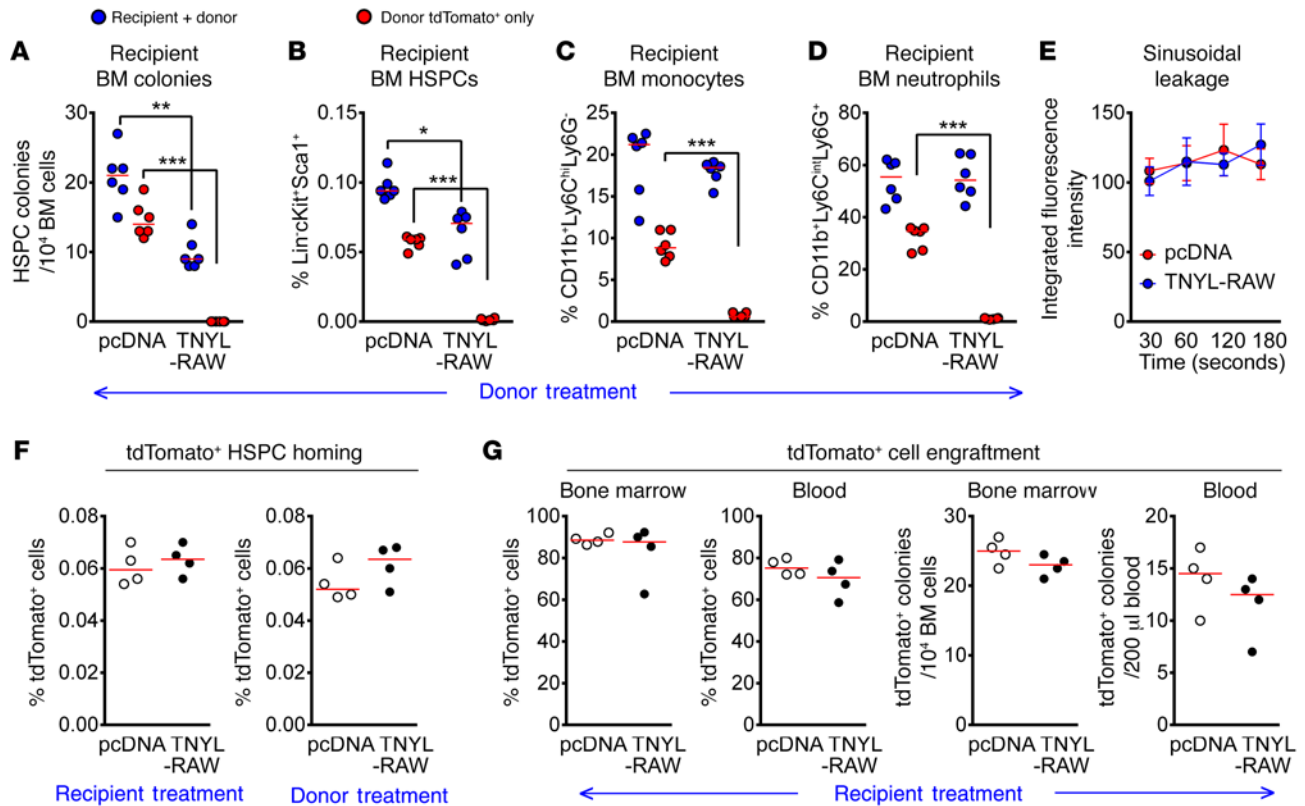 Recipient + donor
Donor tdTomato⁺ only
A
Recipient
BM colonies
HSPC colonies
/10⁴ BM cells
30
20
10
0
**
***
pcDNA TNYL
-RAW
B
Recipient
BM HSPCs
% Lin⁻cKit⁺Sca1⁺
0.15
0.10
0.05
0.00
*
***
pcDNA TNYL
-RAW
C
Recipient
BM monocytes
% CD11b⁺Ly6CʰⁱLy6G⁻
25
20
15
10
5
0
***
pcDNA TNYL
-RAW
D
Recipient
BM neutrophils
% CD11b⁺Ly6CⁱⁿᵗLy6G⁺
80
60
40
20
0
***
pcDNA TNYL
-RAW
E
Sinusoidal
leakage
Integrated fluorescence
intensity
150
100
50
0
pcDNA
TNYL-RAW
30 60 120 180
Time (seconds)
Donor treatment
F
tdTomato⁺ HSPC homing
% tdTomato⁺ cells
0.08
0.06
0.04
0.02
0.00
pcDNA TNYL
-RAW
Recipient treatment
% tdTomato⁺ cells
0.08
0.06
0.04
0.02
0.00
pcDNA TNYL
-RAW
Donor treatment
G
tdTomato⁺ cell engraftment
Bone marrow
% tdTomato⁺ cells
100
80
60
40
20
0
pcDNA TNYL
-RAW
Blood
% tdTomato⁺ cells
100
80
60
40
20
0
pcDNA TNYL
-RAW
Bone marrow
tdTomato⁺ colonies
/10⁴ BM cells
30
20
10
0
pcDNA TNYL
-RAW
Blood
tdTomato⁺ colonies
/200 µl blood
20
15
10
5
0
pcDNA TNYL
-RAW
Recipient treatment